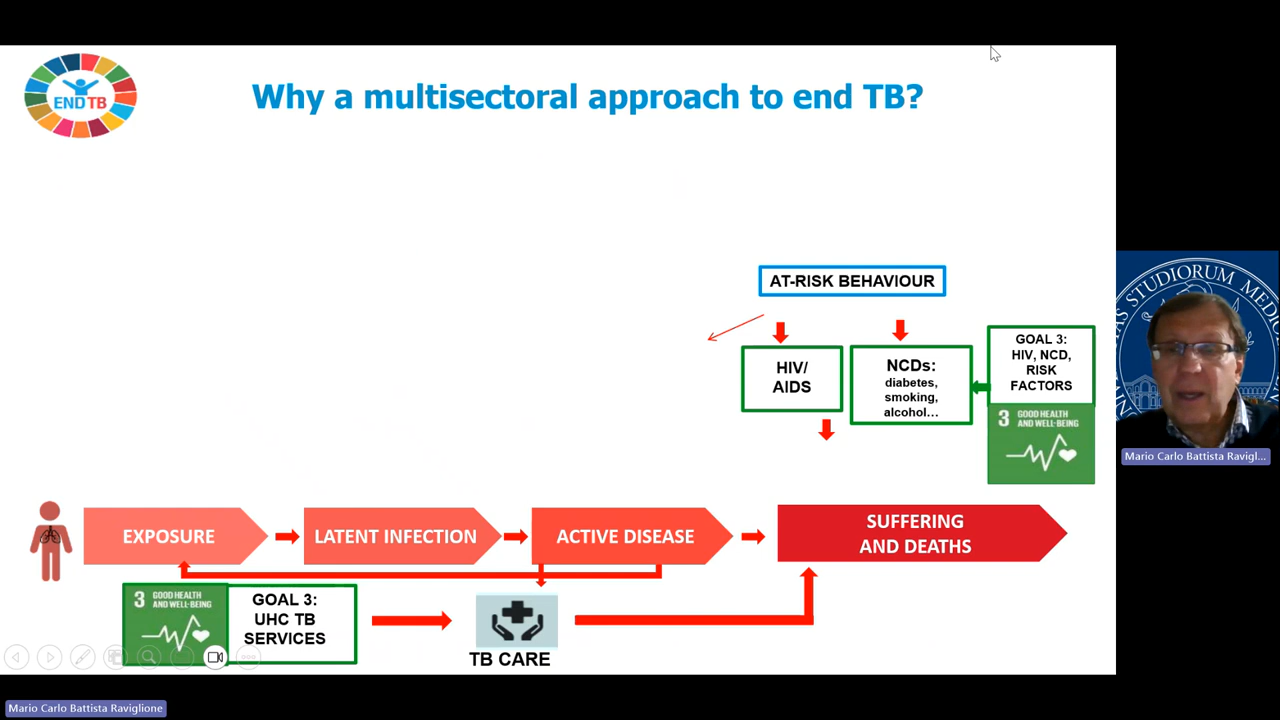 END TB
Why a multisectoral approach to end TB?
AT-RISK BEHAVIOUR
HIV/
AIDS
NCDs:
diabetes,
smoking,
alcohol...
GOAL 3:
HIV, NCD,
RISK
FACTORS
3 GOOD HEALTH
AND WELL-BEING
EXPOSURE
LATENT INFECTION
ACTIVE DISEASE
SUFFERING
AND DEATHS
3 GOOD HEALTH
AND WELL-BEING
GOAL 3:
UHC TB
SERVICES
TB CARE
STUDIORUM
Mario Carlo Battista Ravigl...
Mario Carlo Battista Raviglione